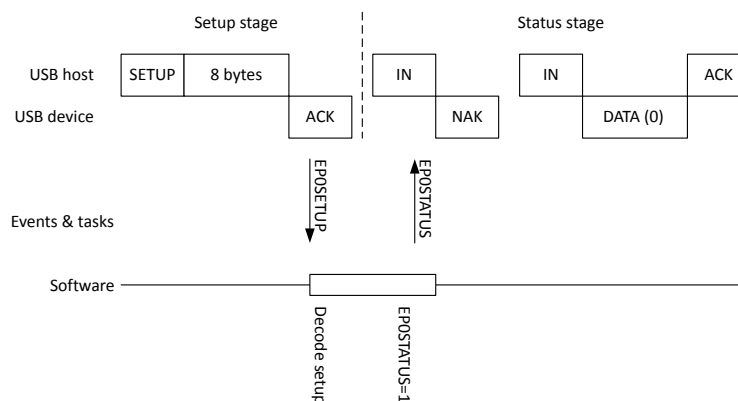 Setup stage
Status stage
USB host
SETUP
8 bytes
IN
IN
ACK
USB device
ACK
NAK
DATA (0)
EP0SETUP
EP0STATUS
Events & tasks
Software
Decode setup
EP0STATUS=1